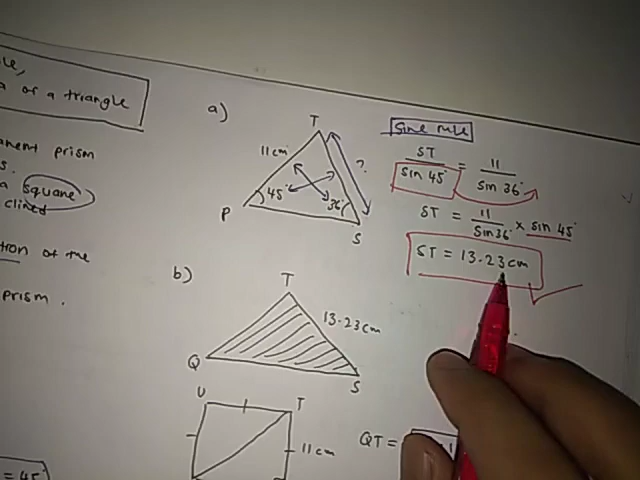 a of a triangle
prism
s.
a square
clined
of the
prism.
= 45°
a)
T
11cm
?
45°
36°
P
S
Sine rule
ST / sin 45° = 11 / sin 36°
ST = 11 / sin36° × sin 45°
ST = 13.23cm
b)
T
13.23cm
Q
S
U
T
11cm
QT =